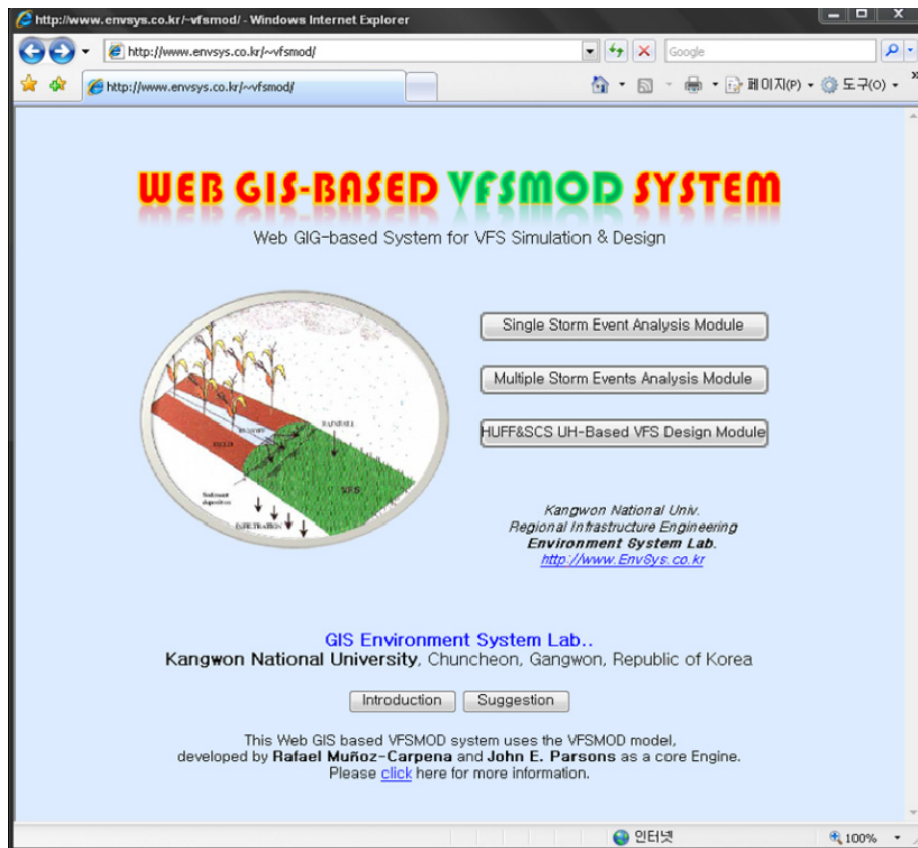 http://www.envsys.co.kr/~vfsmod/ - Windows Internet Explorer
http://www.envsys.co.kr/~vfsmod/
Google
http://www.envsys.co.kr/~vfsmod/
페이지(P)
도구(O)
WEB GIS-BASED VFSMOD SYSTEM
Web GIG-based System for VFS Simulation & Design
Single Storm Event Analysis Module
Multiple Storm Events Analysis Module
HUFF&SCS UH-Based VFS Design Module
RAINFALL
VFS
Sediment
deposition
INFILTRATION
Kangwon National Univ.
Regional Infrastructure Engineering
Environment System Lab.
http://www.EnvSys.co.kr
GIS Environment System Lab..
Kangwon National University, Chuncheon, Gangwon, Republic of Korea
Introduction
Suggestion
This Web GIS based VFSMOD system uses the VFSMOD model,
developed by Rafael Muñoz-Carpena and John E. Parsons as a core Engine.
Please click here for more information.
인터넷
100%